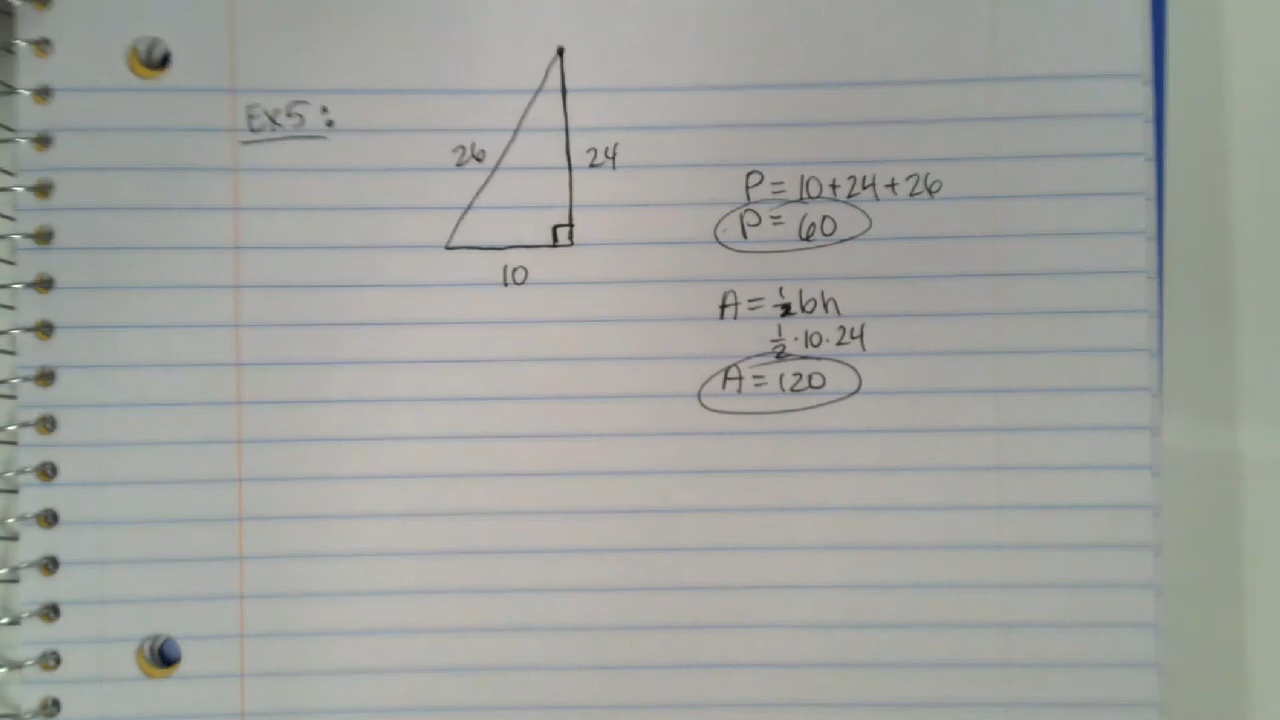 Ex5:
26
24
10
P = 10+24+26
P = 60
A = ½bh
½·10·24
A = 120